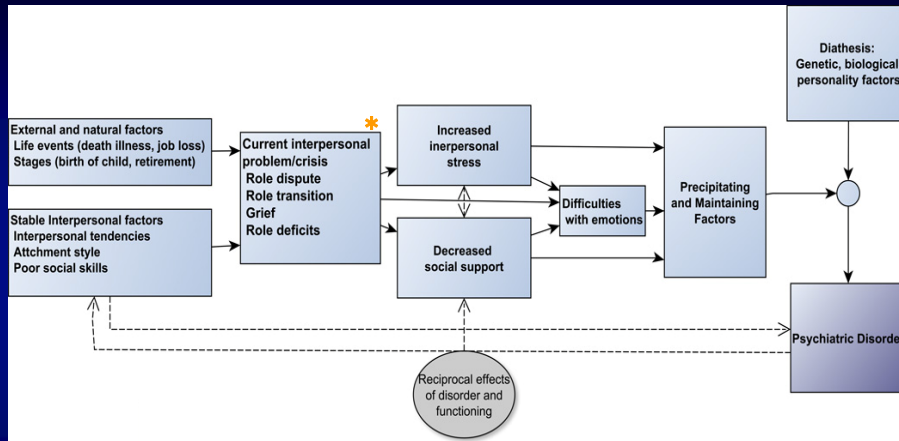 External and natural factors
Life events (death illness, job loss)
Stages (birth of child, retirement)
Stable Interpersonal factors
Interpersonal tendencies
Attchment style
Poor social skills
*
Current interpersonal
problem/crisis
Role dispute
Role transition
Grief
Role deficits
Increased
inerpersonal
stress
Decreased
social support
Difficulties
with emotions
Precipitating
and Maintaining
Factors
Diathesis:
Genetic, biological
personality factors
Psychiatric Disorde
Reciprocal effects
of disorder and
functioning